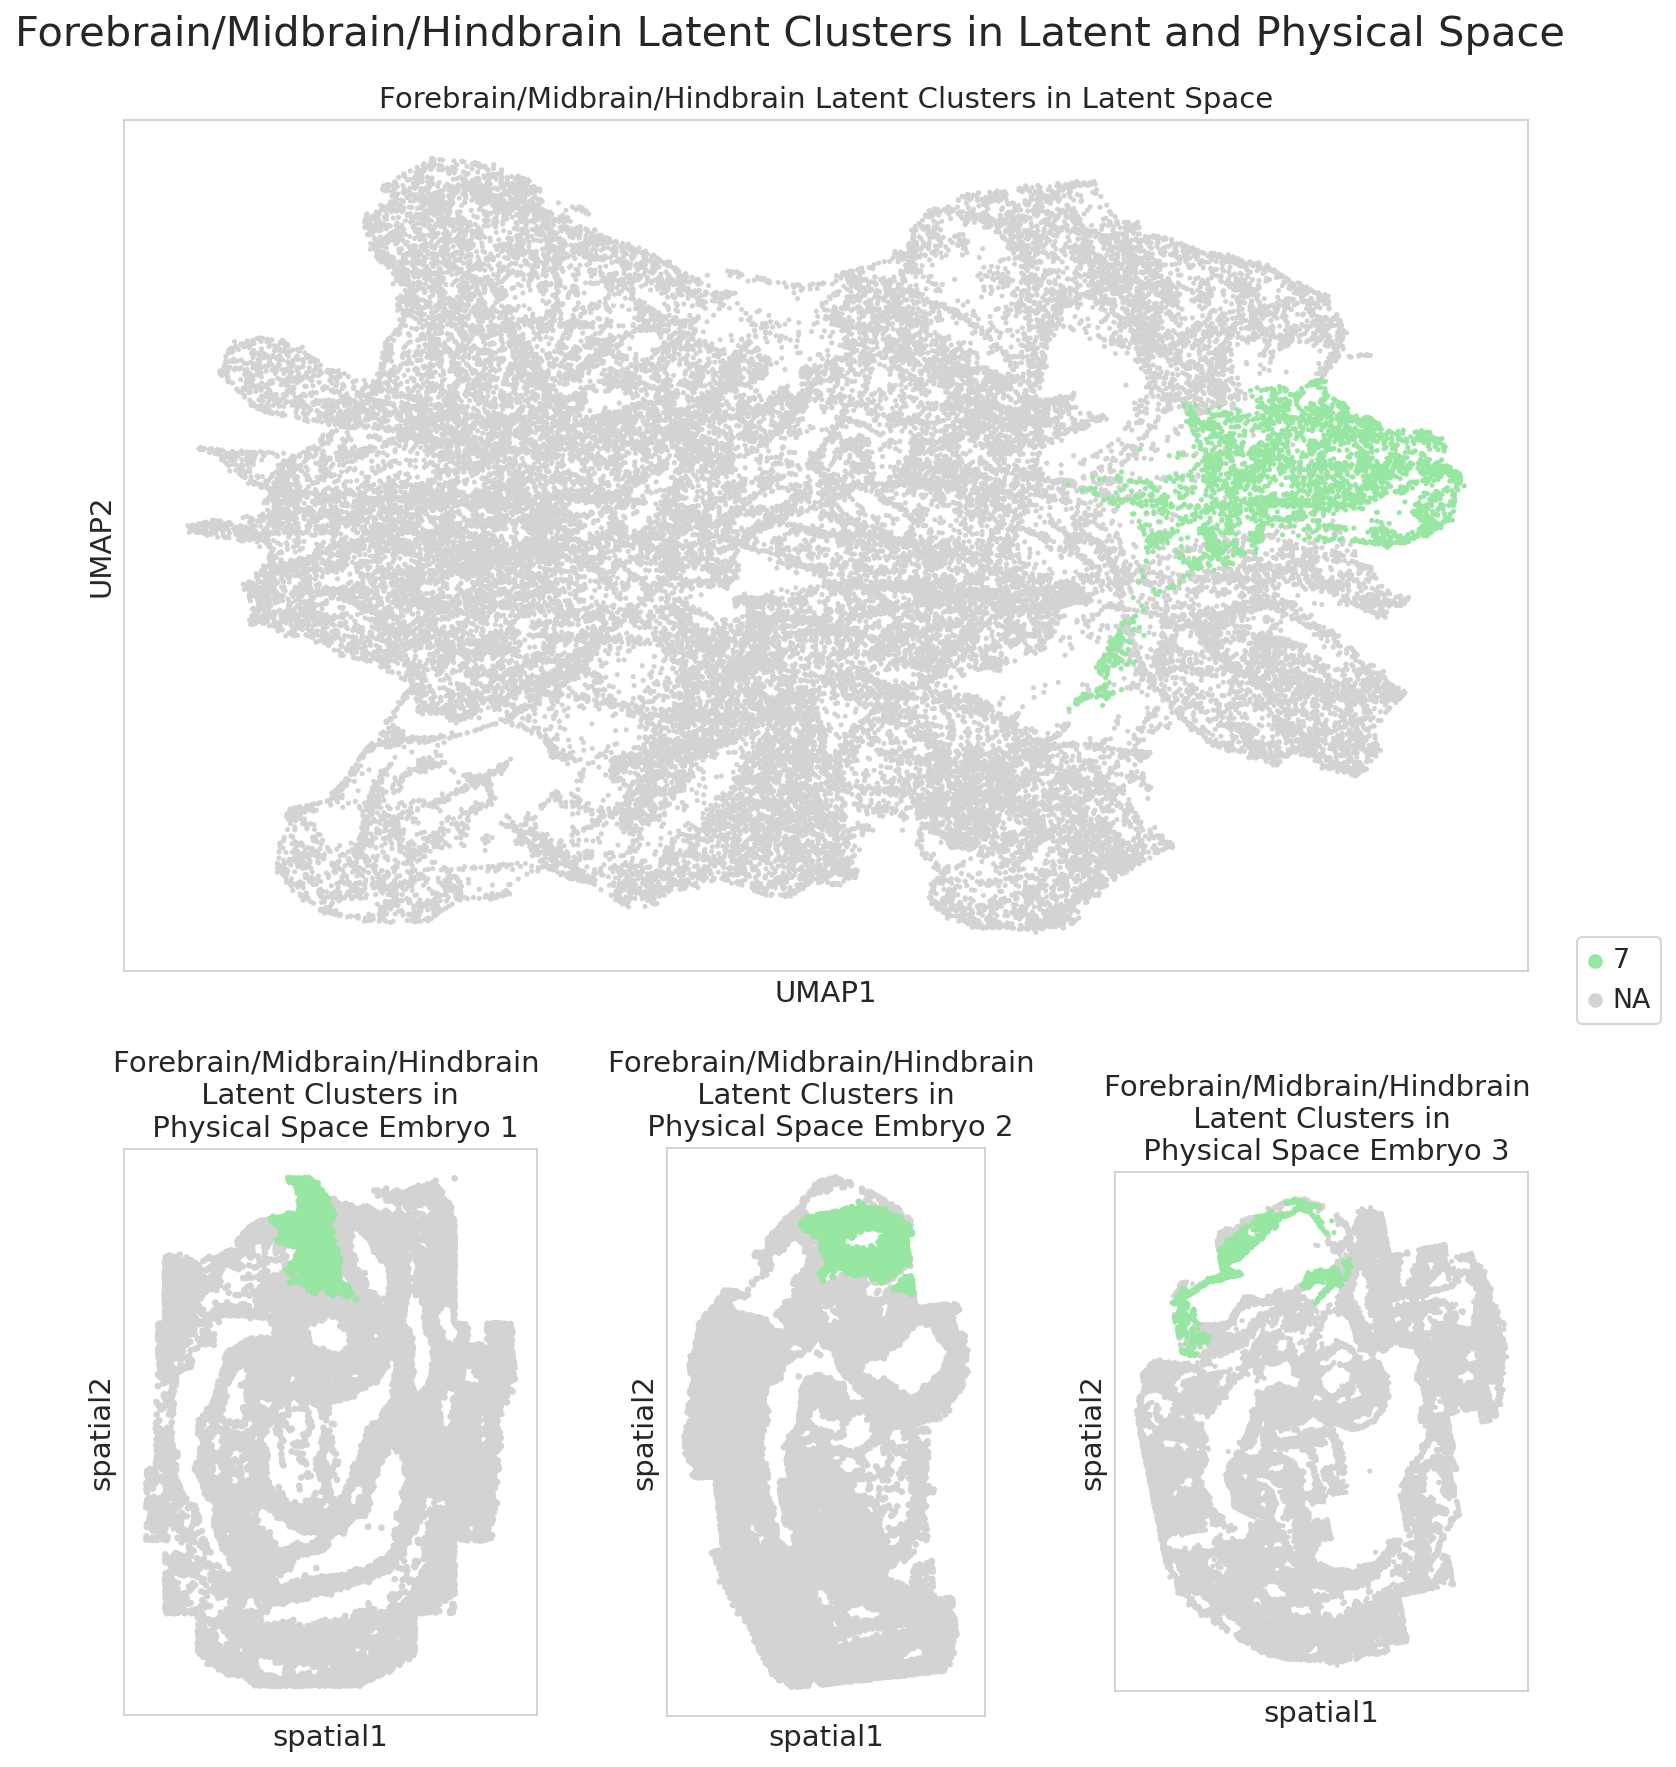 Forebrain/Midbrain/Hindbrain Latent Clusters in Latent and Physical Space
Forebrain/Midbrain/Hindbrain Latent Clusters in Latent Space
UMAP2
UMAP1
7
NA
Forebrain/Midbrain/Hindbrain
Latent Clusters in
Physical Space Embryo 1
spatial2
spatial1
Forebrain/Midbrain/Hindbrain
Latent Clusters in
Physical Space Embryo 2
spatial2
spatial1
Forebrain/Midbrain/Hindbrain
Latent Clusters in
Physical Space Embryo 3
spatial2
spatial1